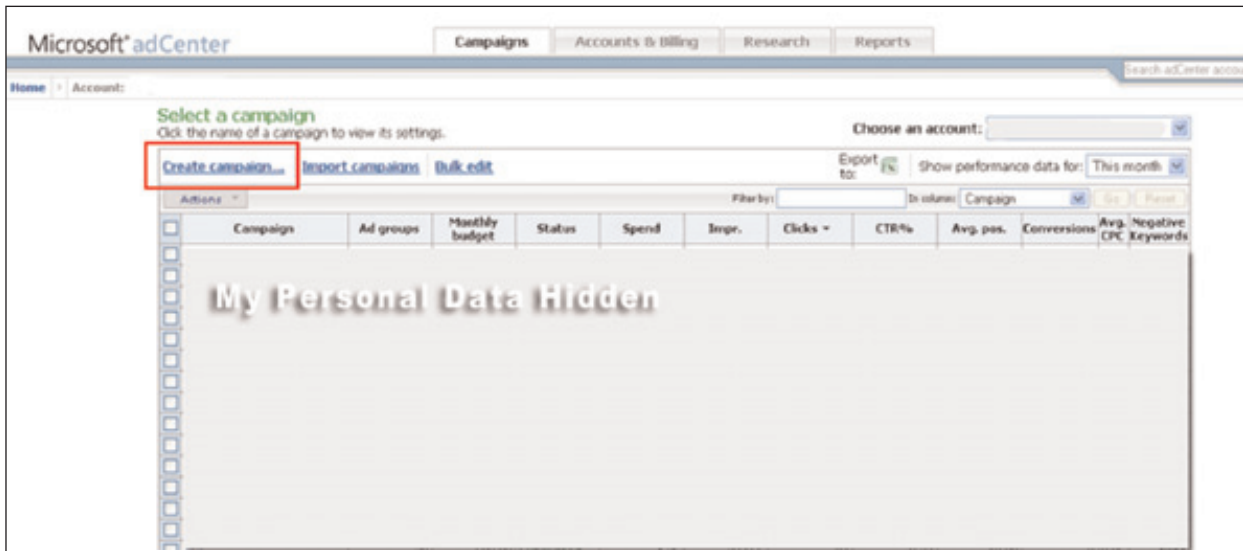 Microsoft® adCenter
Campaigns Accounts & Billing Research Reports
Search adCenter accou
Home Account:
Select a campaign
Click the name of a campaign to view its settings.
Choose an account:
Create campaign... Import campaigns Bulk edit Export to: Show performance data for: This month
Actions Filter by: In column: Campaign Go Reset
Campaign Ad groups Monthly budget Status Spend Impr. Clicks CTR% Avg. pos. Conversions Avg. CPC Negative Keywords
My Personal Data Hidden